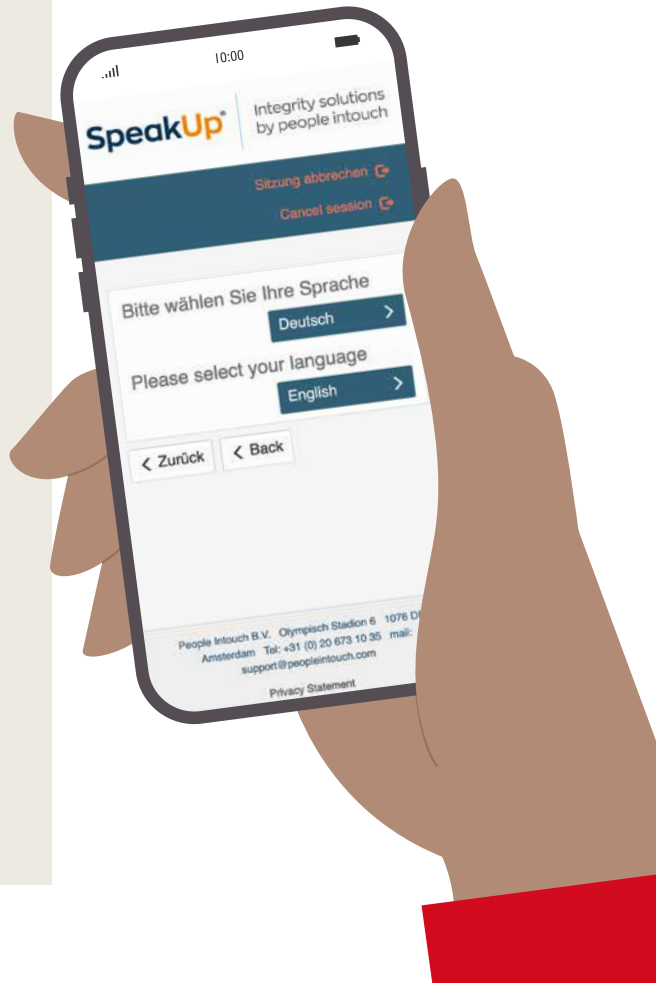 10:00
SpeakUp®
Integrity solutions
by people intouch
Sitzung abbrechen
Cancel session
Bitte wählen Sie Ihre Sprache
Deutsch
Please select your language
English
Zurück
Back
People Intouch B.V. Olympisch Stadion 6 1076
Amsterdam Tel: +31 (0) 20 673 10 35 mail:
support@peopleintouch.com
Privacy Statement